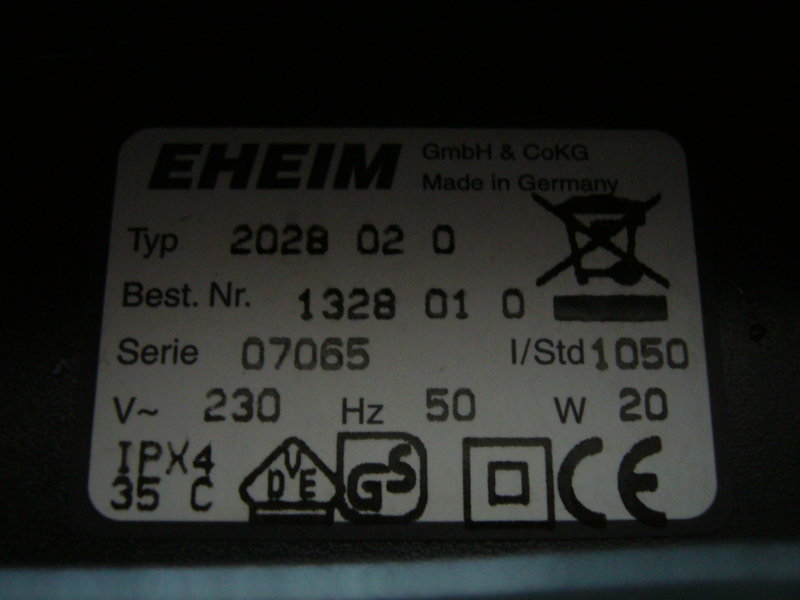 EHEIM GmbH & CoKG
Made in Germany
Typ 2028 02 0
Best. Nr. 1328 01 0
Serie 07065 l/Std 1050
V~ 230 Hz 50 W 20
IPX4
35 C
DVE GS CE